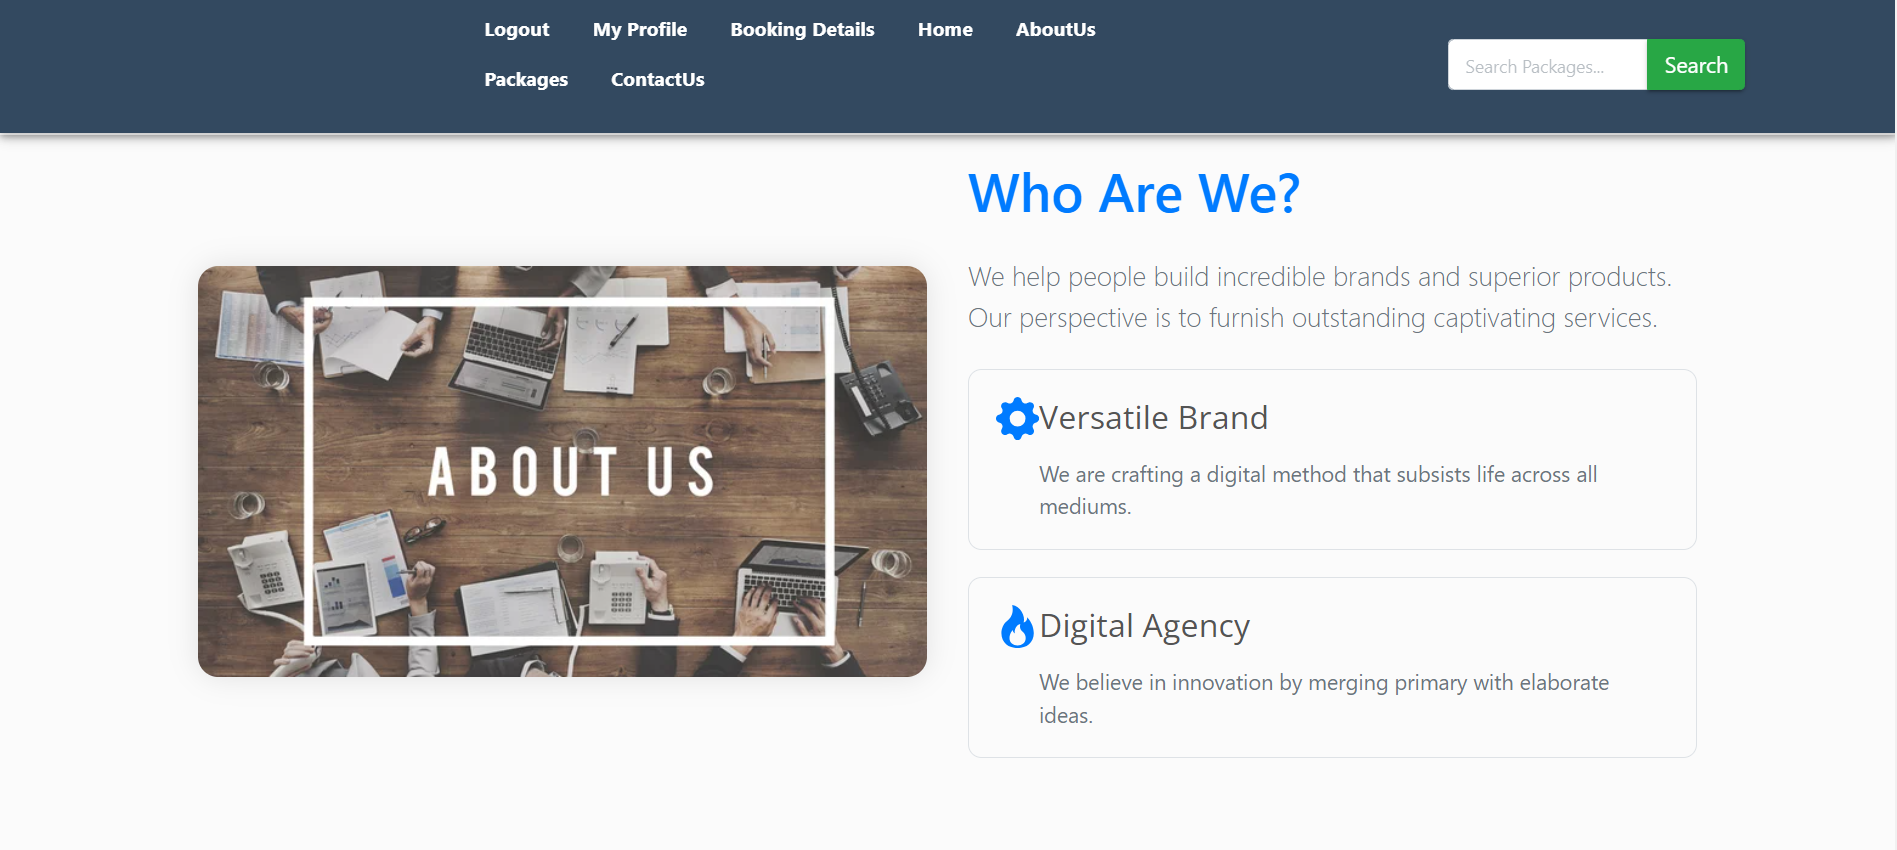 Logout My Profile Booking Details Home AboutUs
Packages ContactUs
Search Packages... Search
Who Are We?
We help people build incredible brands and superior products.
Our perspective is to furnish outstanding captivating services.
ABOUT US
Versatile Brand
We are crafting a digital method that subsists life across all
mediums.
Digital Agency
We believe in innovation by merging primary with elaborate
ideas.